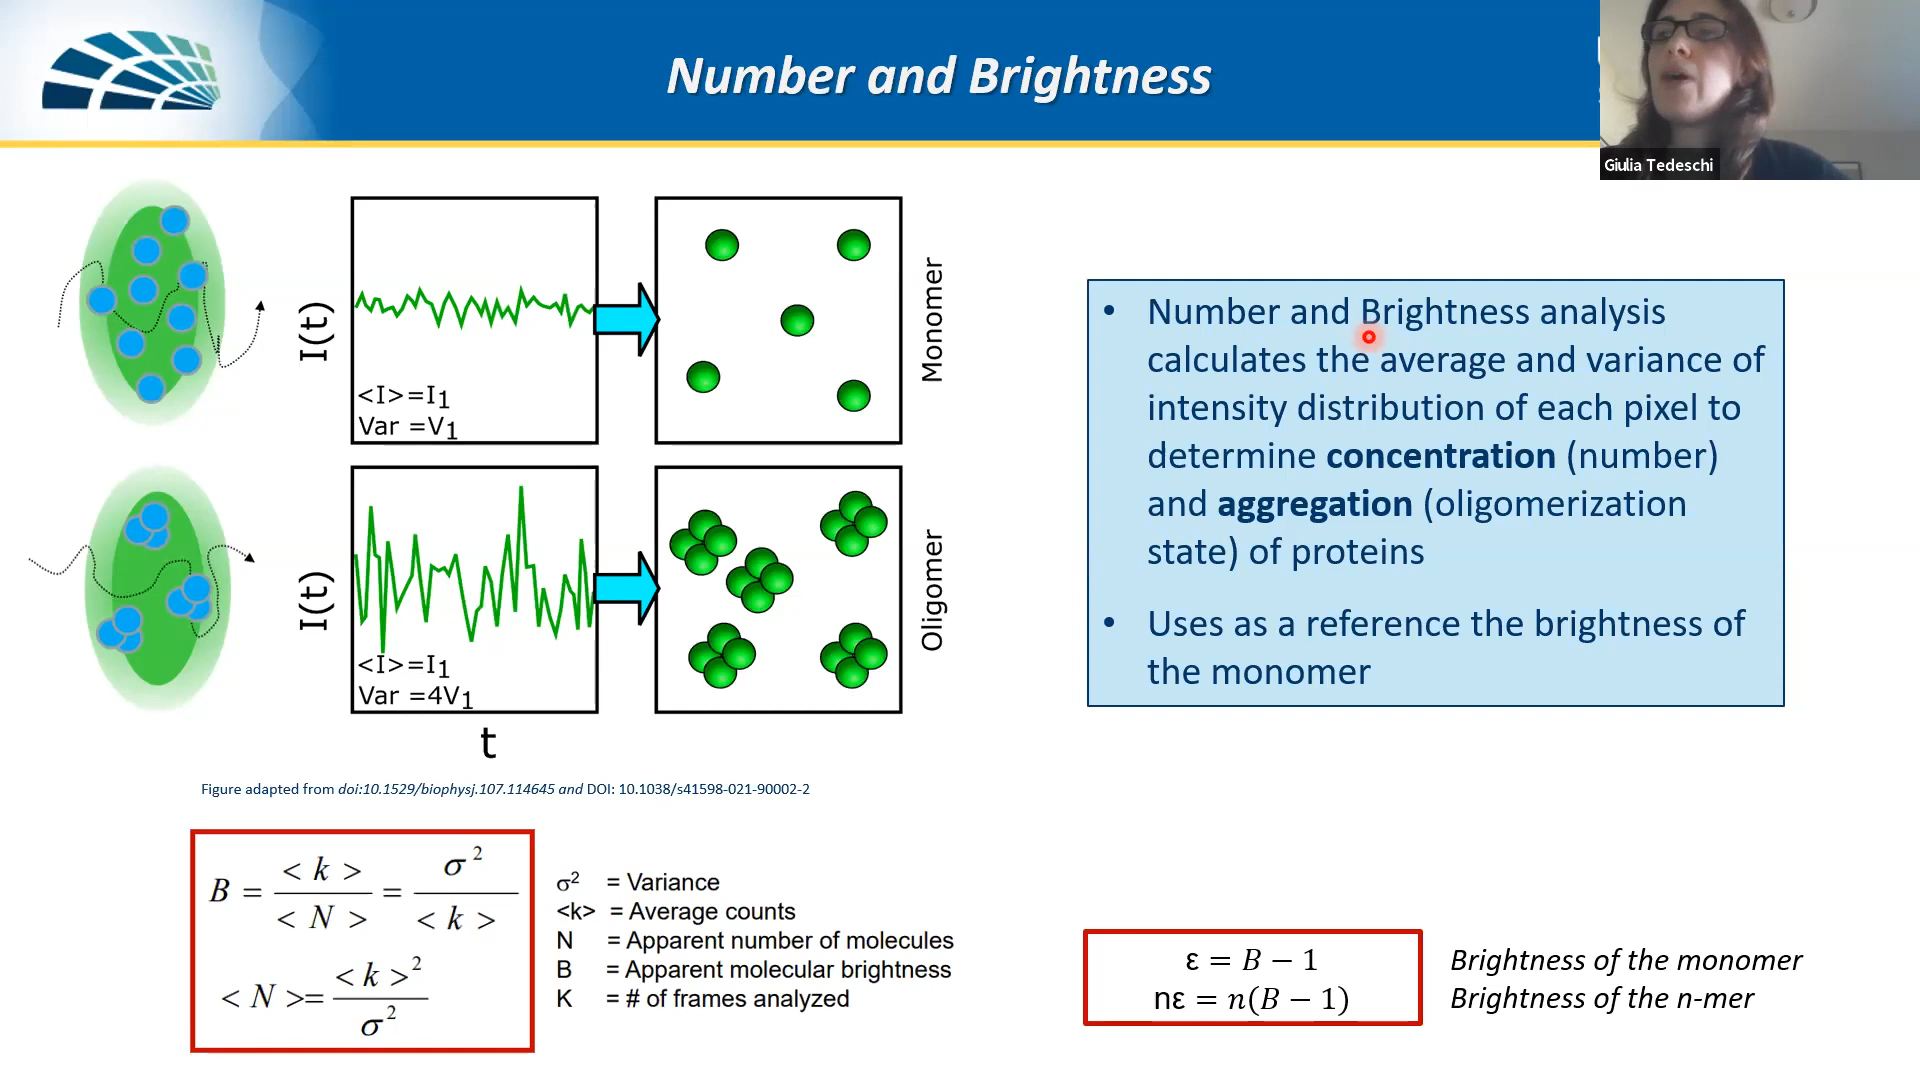 Number and Brightness
Giulia Tedeschi
I(t)
<I>=I1
Var =V1
Monomer
I(t)
<I>=I1
Var =4V1
Oligomer
t
• Number and Brightness analysis
calculates the average and variance of
intensity distribution of each pixel to
determine concentration (number)
and aggregation (oligomerization
state) of proteins
• Uses as a reference the brightness of
the monomer
Figure adapted from doi:10.1529/biophysj.107.114645 and DOI: 10.1038/s41598-021-90002-2
B = <k> / <N> = σ² / <k>
<N>= <k>² / σ²
σ² = Variance
<k> = Average counts
N = Apparent number of molecules
B = Apparent molecular brightness
K = # of frames analyzed
ε = B − 1 Brightness of the monomer
nε = n(B − 1) Brightness of the n-mer